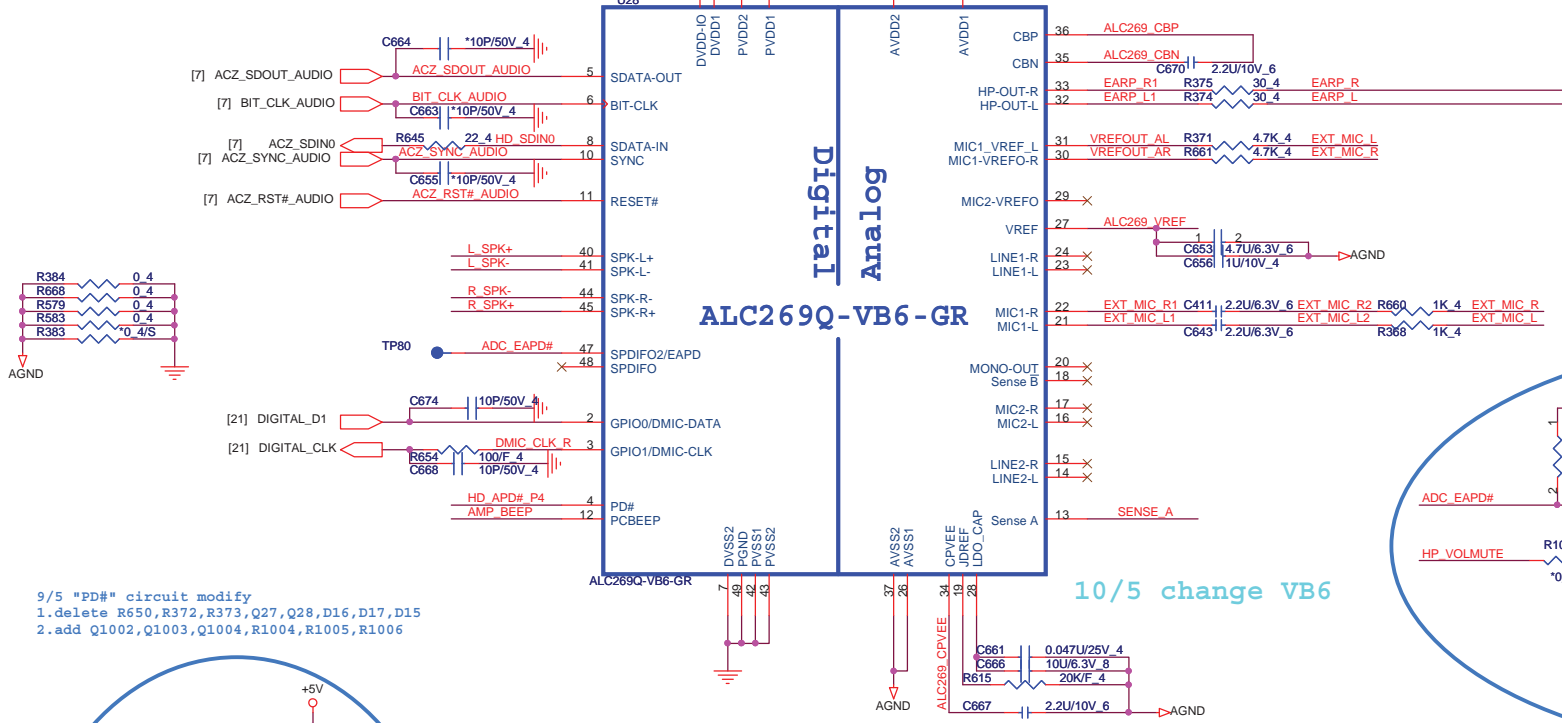 U28
DVDD-IO
DVDD1
PVDD2
PVDD1
AVDD2
AVDD1
C664 *10P/50V_4
[7] ACZ_SDOUT_AUDIO ACZ_SDOUT_AUDIO 5 SDATA-OUT
[7] BIT_CLK_AUDIO BIT_CLK_AUDIO 6 BIT-CLK
C663 *10P/50V_4
[7] ACZ_SDIN0 R645 22_4 HD_SDIN0 8 SDATA-IN
[7] ACZ_SYNC_AUDIO ACZ_SYNC_AUDIO 10 SYNC
C655 *10P/50V_4
[7] ACZ_RST#_AUDIO ACZ_RST#_AUDIO 11 RESET#
L_SPK+ 40 SPK-L+
L_SPK- 41 SPK-L-
R_SPK- 44 SPK-R-
R_SPK+ 45 SPK-R+
TP80 ADC_EAPD# 47 SPDIFO2/EAPD
48 SPDIFO
C674 10P/50V_4
[21] DIGITAL_D1 2 GPIO0/DMIC-DATA
[21] DIGITAL_CLK DMIC_CLK_R 3 GPIO1/DMIC-CLK
R654 100/F_4
C668 10P/50V_4
HD_APD#_P4 4 PD#
AMP_BEEP 12 PCBEEP
R384 0_4
R668 0_4
R579 0_4
R583 0_4
R383 *0_4/S
AGND
Digital
Analog
ALC269Q-VB6-GR
CBP 36 ALC269_CBP
CBN 35 ALC269_CBN
C670 2.2U/10V_6
HP-OUT-R 33 EARP_R1 R375 30_4 EARP_R
HP-OUT-L 32 EARP_L1 R374 30_4 EARP_L
MIC1_VREF_L 31 VREFOUT_AL R371 4.7K_4 EXT_MIC_L
MIC1-VREFO-R 30 VREFOUT_AR R661 4.7K_4 EXT_MIC_R
MIC2-VREFO 29
VREF 27 ALC269_VREF
1 2
LINE1-R 24
C653 4.7U/6.3V_6
AGND
LINE1-L 23
C656 1U/10V_4
MIC1-R 22 EXT_MIC_R1 C411 2.2U/6.3V_6 EXT_MIC_R2 R660 1K_4 EXT_MIC_R
MIC1-L 21 EXT_MIC_L1 C643 2.2U/6.3V_6 EXT_MIC_L2 R368 1K_4 EXT_MIC_L
MONO-OUT 20
Sense B 18
MIC2-R 17
MIC2-L 16
LINE2-R 15
LINE2-L 14
Sense A 13 SENSE_A
DVSS2
PGND
PVSS1
PVSS2
AVSS2
AVSS1
CPVEE
JDREF
LDO_CAP
ALC269Q-VB6-GR
7
49
42
43
37
26
34
19
28
AGND
ALC269_CPVEE
C661 0.047U/25V_4
C666 10U/6.3V_8
R615 20K/F_4
C667 2.2U/10V_6
AGND
10/5 change VB6
1
2
ADC_EAPD#
HP_VOLMUTE
9/5 "PD#" circuit modify
1.delete R650,R372,R373,Q27,Q28,D16,D17,D15
2.add Q1002,Q1003,Q1004,R1004,R1005,R1006
+5V